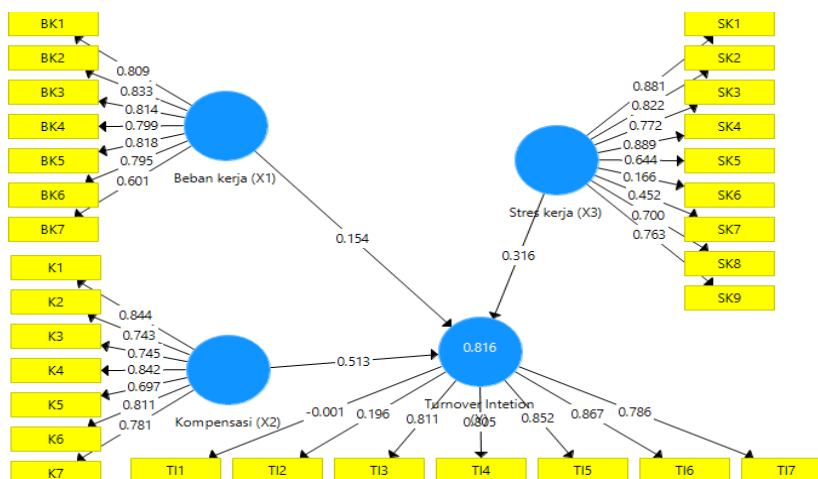 BK1
BK2
BK3
BK4
BK5
BK6
BK7
0.809
0.833
0.814
0.799
0.818
0.795
0.601
Beban kerja (X1)
0.154
SK1
SK2
SK3
SK4
SK5
SK6
SK7
SK8
SK9
0.881
0.822
0.772
0.889
0.644
0.166
0.452
0.700
0.763
Stres kerja (X3)
0.316
K1
K2
K3
K4
K5
K6
K7
0.844
0.743
0.745
0.842
0.697
0.811
0.781
Kompensasi (X2)
0.513
0.816
Turnover Intetion
(Y)
-0.001
0.196
0.811
0.805
0.852
0.867
0.786
TI1
TI2
TI3
TI4
TI5
TI6
TI7